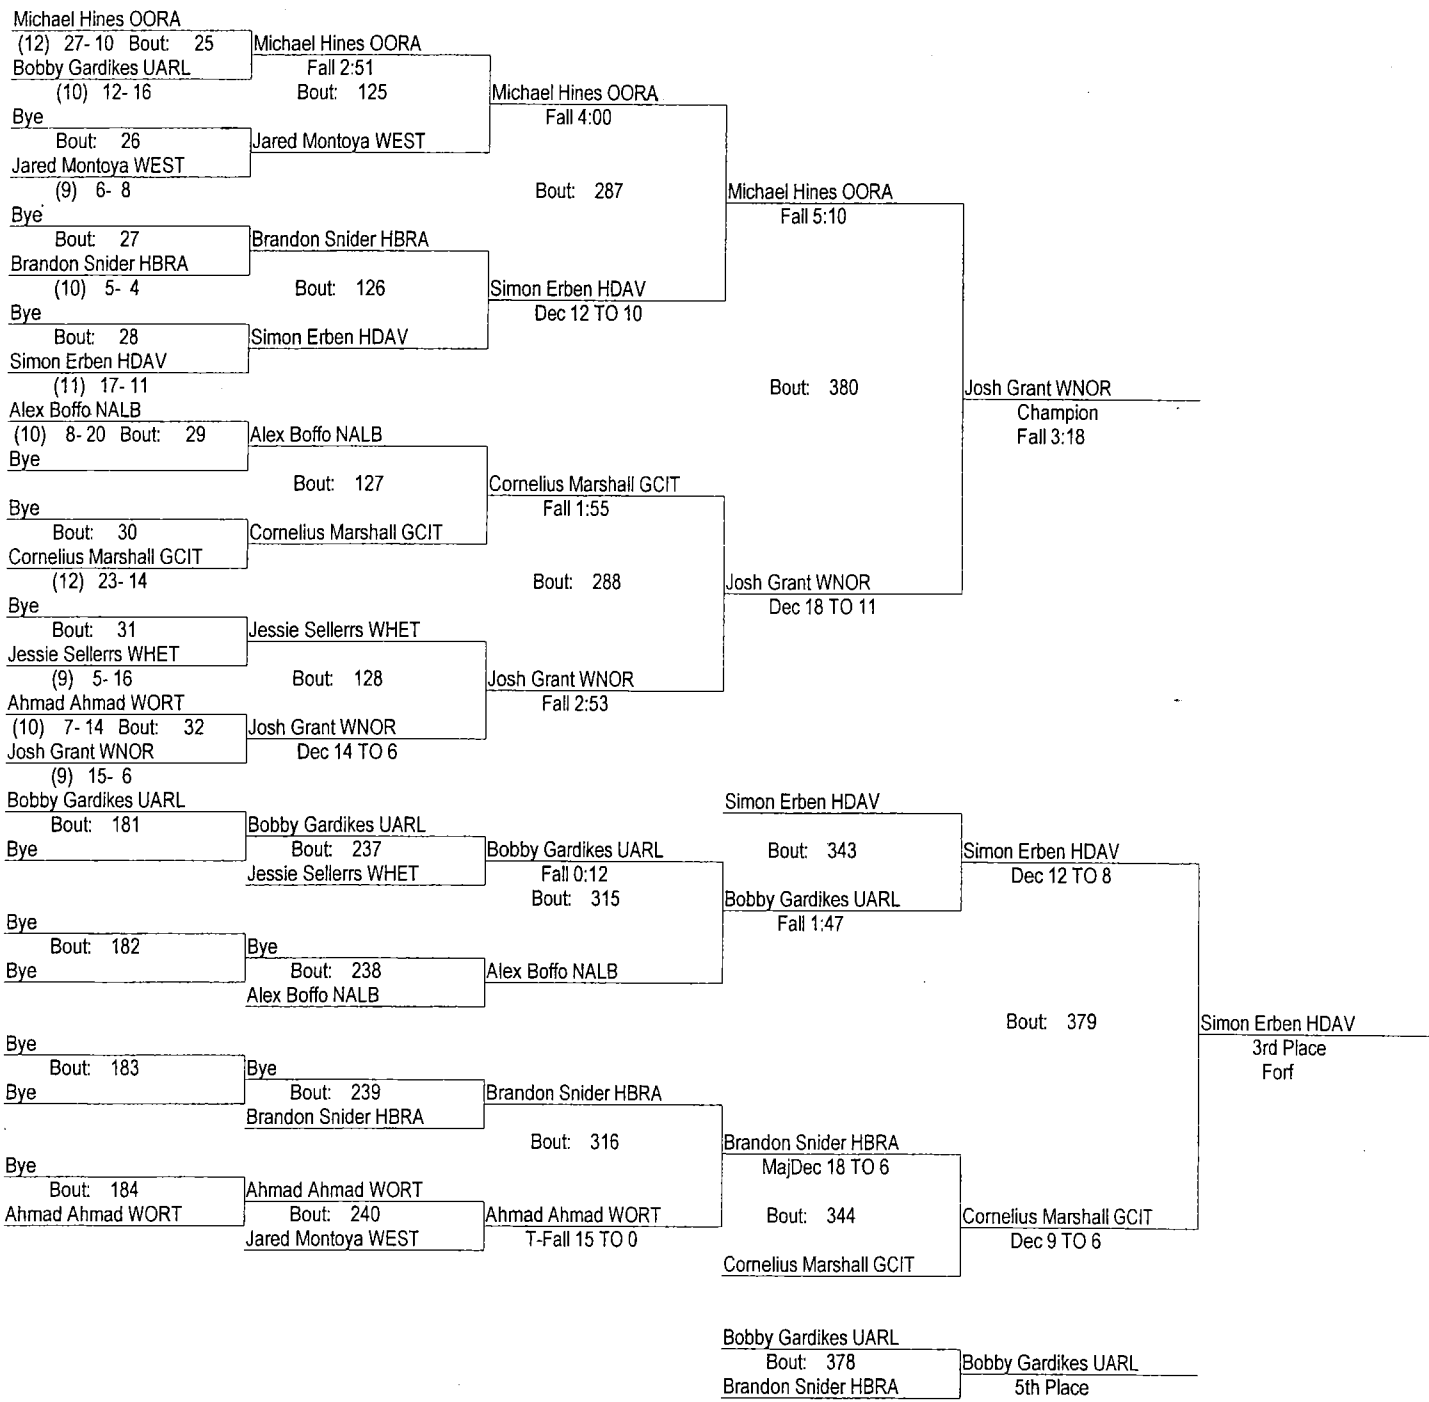 Michael Hines OORA
(12) 27- 10 Bout: 25
Bobby Gardikes UARL
(10) 12- 16
Bye
Bout: 26
Jared Montoya WEST
(9) 6- 8
Bye
Bout: 27
Brandon Snider HBRA
(10) 5- 4
Bye
Bout: 28
Simon Erben HDAV
(11) 17- 11
Alex Boffo NALB
(10) 8- 20 Bout: 29
Bye
Bye
Bout: 30
Cornelius Marshall GCIT
(12) 23- 14
Bye
Bout: 31
Jessie Sellerrs WHET
(9) 5- 16
Ahmad Ahmad WORT
(10) 7- 14 Bout: 32
Josh Grant WNOR
(9) 15- 6
Michael Hines OORA
Fall 2:51
Bout: 125
Jared Montoya WEST
Brandon Snider HBRA
Bout: 126
Simon Erben HDAV
Alex Boffo NALB
Bout: 127
Cornelius Marshall GCIT
Jessie Sellerrs WHET
Bout: 128
Josh Grant WNOR
Dec 14 TO 6
Michael Hines OORA
Fall 4:00
Bout: 287
Simon Erben HDAV
Dec 12 TO 10
Cornelius Marshall GCIT
Fall 1:55
Bout: 288
Josh Grant WNOR
Fall 2:53
Michael Hines OORA
Fall 5:10
Bout: 380
Josh Grant WNOR
Dec 18 TO 11
Josh Grant WNOR
Champion
Fall 3:18
Bobby Gardikes UARL
Bout: 181
Bye
Bye
Bout: 182
Bye
Bye
Bout: 183
Bye
Bye
Bout: 184
Ahmad Ahmad WORT
Bobby Gardikes UARL
Bout: 237
Jessie Sellerrs WHET
Bye
Bout: 238
Alex Boffo NALB
Bye
Bout: 239
Brandon Snider HBRA
Ahmad Ahmad WORT
Bout: 240
Jared Montoya WEST
Bobby Gardikes UARL
Fall 0:12
Bout: 315
Alex Boffo NALB
Brandon Snider HBRA
Bout: 316
Ahmad Ahmad WORT
T-Fall 15 TO 0
Simon Erben HDAV
Bout: 343
Bobby Gardikes UARL
Fall 1:47
Brandon Snider HBRA
MajDec 18 TO 6
Bout: 344
Cornelius Marshall GCIT
Simon Erben HDAV
Dec 12 TO 8
Bout: 379
Cornelius Marshall GCIT
Dec 9 TO 6
Simon Erben HDAV
3rd Place
Forf
Bobby Gardikes UARL
Bout: 378
Brandon Snider HBRA
Bobby Gardikes UARL
5th Place